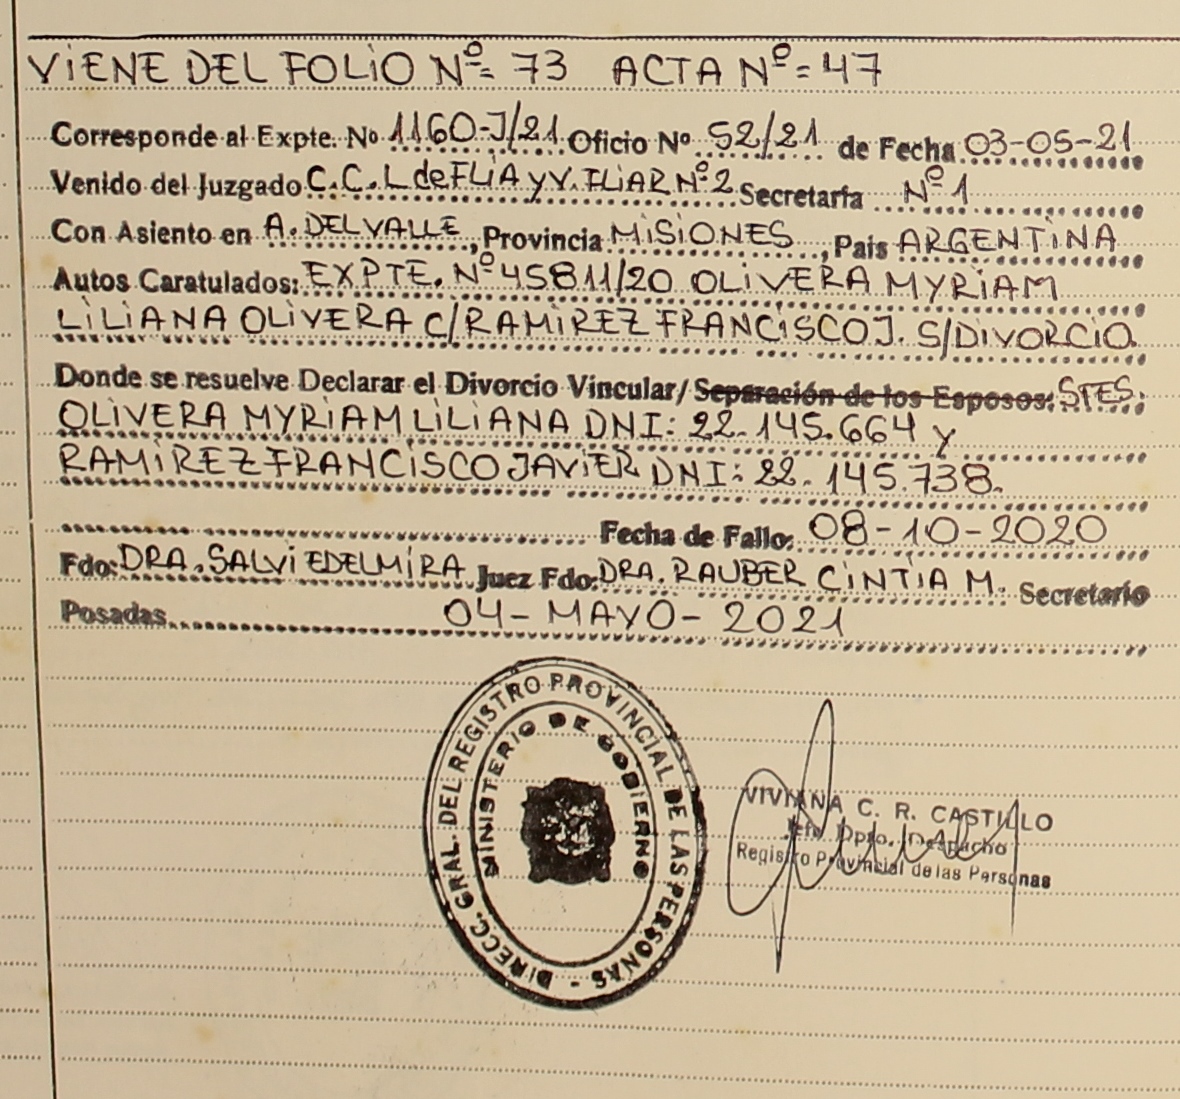 VIENE DEL FOLIO Nº= 73 ACTA Nº= 47
Corresponde al Expte. Nº 1160-J/21 Oficio Nº 52/21 de Fecha 03-05-21
Venido del Juzgado C.C.L de FLIA y V. FLIAR Nº2 Secretaría Nº1
Con Asiento en A. DEL VALLE, Provincia MISIONES, País ARGENTINA
Autos Caratulados: EXPTE. Nº 45811/20 OLIVERA MYRIAM
LILIANA OLIVERA C/RAMIREZ FRANCISCO J. S/DIVORCIO.
Donde se resuelve Declarar el Divorcio Vincular/ Separación de los Esposos: STES.
OLIVERA MYRIAM LILIANA DNI: 22.145.664 y
RAMIREZ FRANCISCO JAVIER DNI: 22.145.738.
Fecha de Fallo: 08-10-2020
Fdo: DRA. SALVI EDELMIRA Juez Fdo: DRA. RAUBER CINTIA M. Secretario
Posadas 04-MAYO-2021
DIRECC. GRAL. DEL REGISTRO PROVINCIAL DE LAS PERSONAS -
MINISTERIO DE GOBIERNO
VIVIANA C. R. CASTILLO
Jefe Dpto. Despacho
Registro Provincial de las Personas